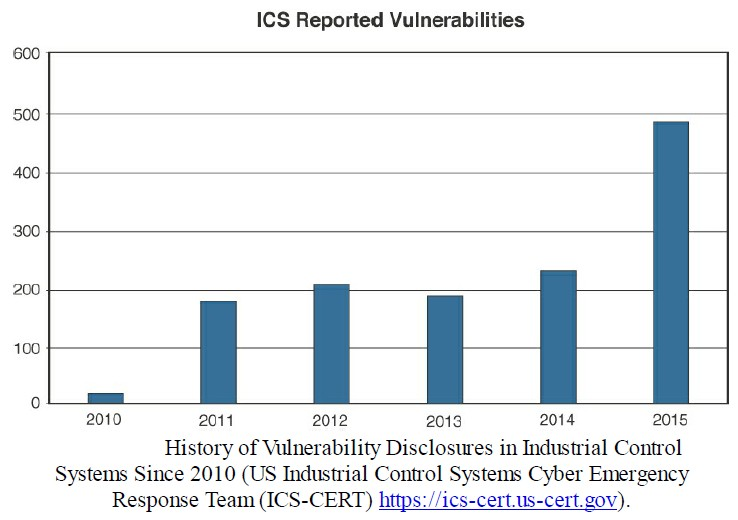 ICS Reported Vulnerabilities
600
500
400
300
200
100
0
2010 2011 2012 2013 2014 2015
History of Vulnerability Disclosures in Industrial Control
Systems Since 2010 (US Industrial Control Systems Cyber Emergency
Response Team (ICS-CERT) https://ics-cert.us-cert.gov).